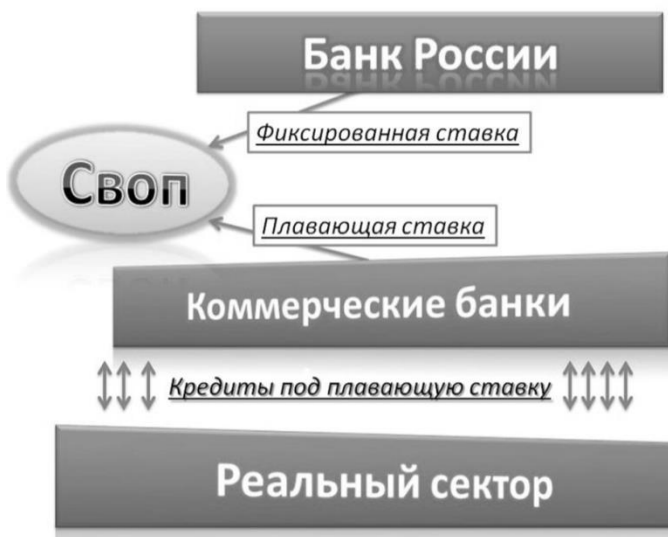 Банк России
Фиксированная ставка
Своп
Плавающая ставка
Коммерческие банки
Кредиты под плавающую ставку
Реальный сектор